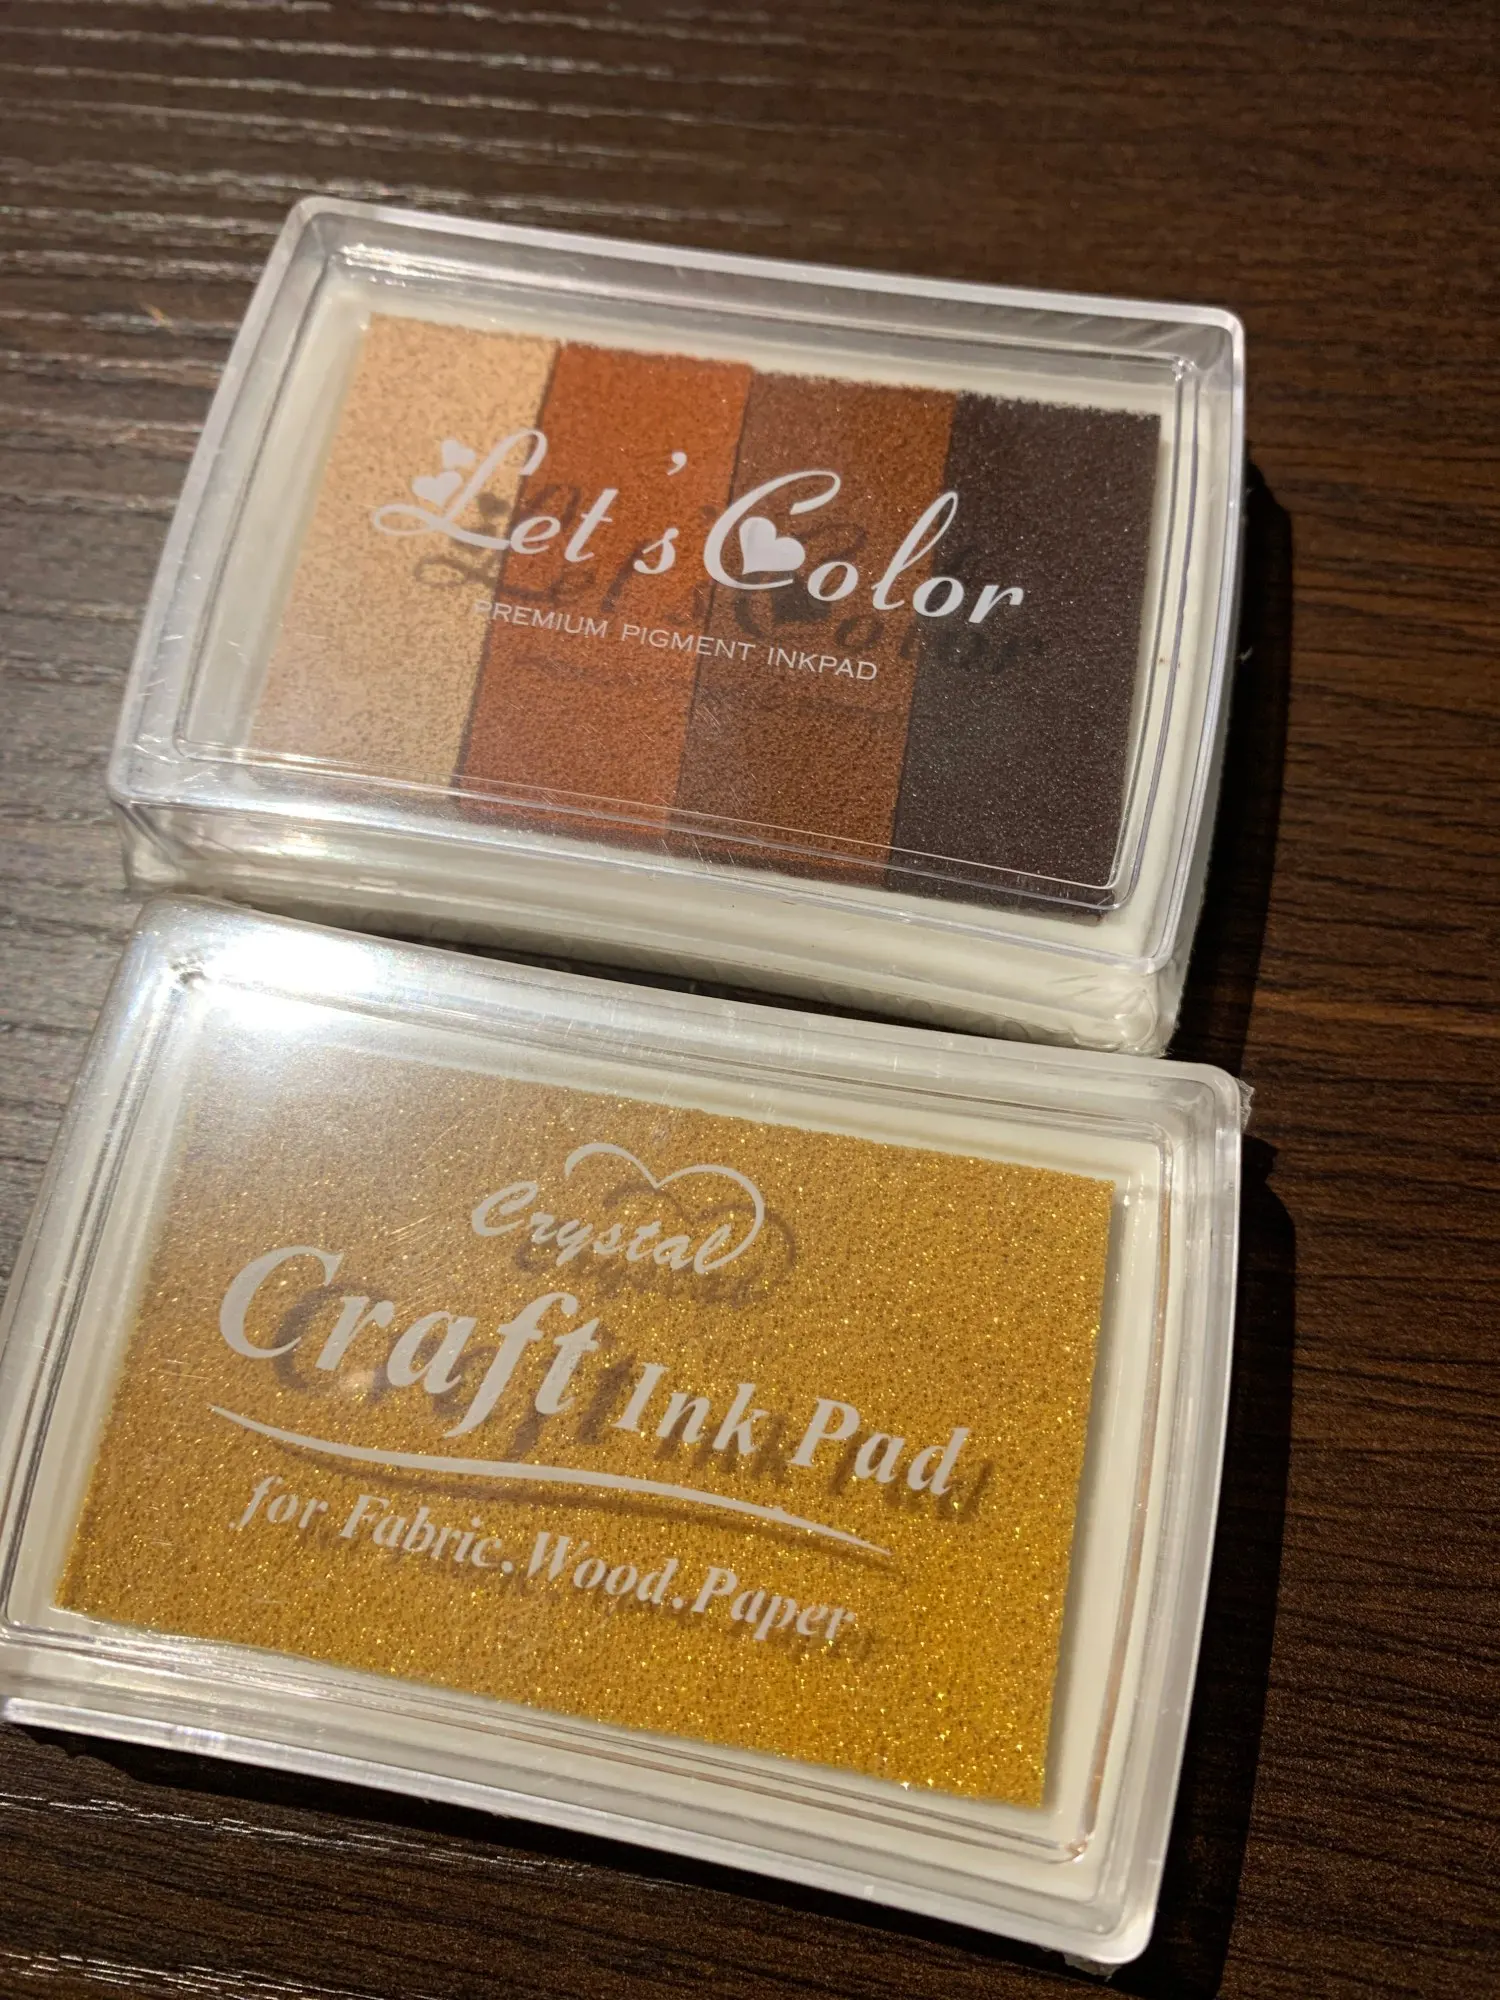 Let's Color
PREMIUM PIGMENT INKPAD
Crystal
Craft Ink Pad
for Fabric.Wood.Paper